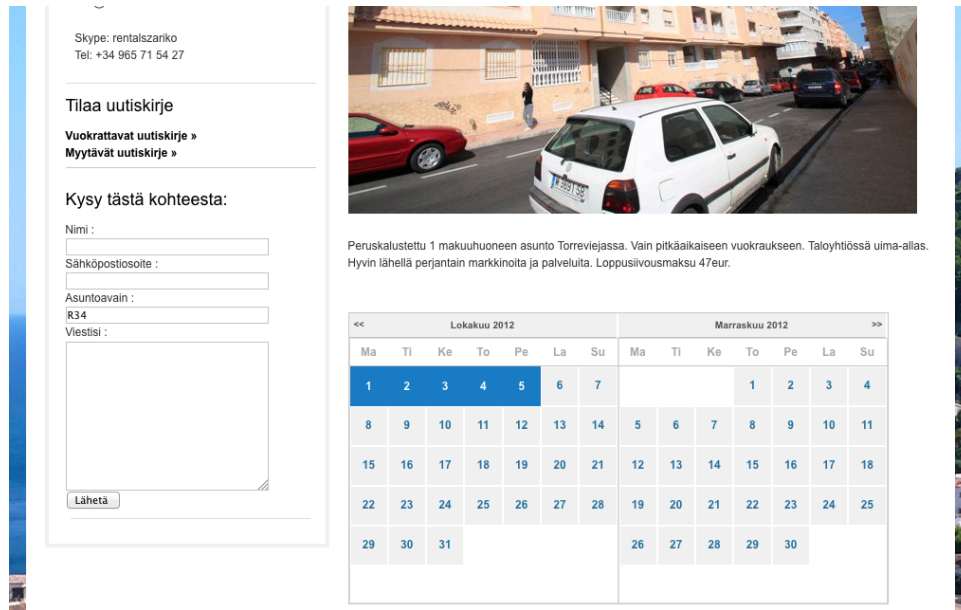 Skype: rentalszariko
Tel: +34 965 71 54 27
Tilaa uutiskirje
Vuokrattavat uutiskirje »
Myytävät uutiskirje »
Kysy tästä kohteesta:
Nimi :
Sähköpostiosoite :
Asuntoavain :
R34
Viestisi :
Lähetä
Peruskalustettu 1 makuuhuoneen asunto Torreviejassa. Vain pitkäaikaiseen vuokraukseen. Taloyhtiössä uima-allas.
Hyvin lähellä perjantain markkinoita ja palveluita. Loppusiivousmaksu 47eur.
<< Lokakuu 2012
Ma Ti Ke To Pe La Su
1 2 3 4 5 6 7
8 9 10 11 12 13 14
15 16 17 18 19 20 21
22 23 24 25 26 27 28
29 30 31
Marraskuu 2012 >>
Ma Ti Ke To Pe La Su
1 2 3 4
5 6 7 8 9 10 11
12 13 14 15 16 17 18
19 20 21 22 23 24 25
26 27 28 29 30